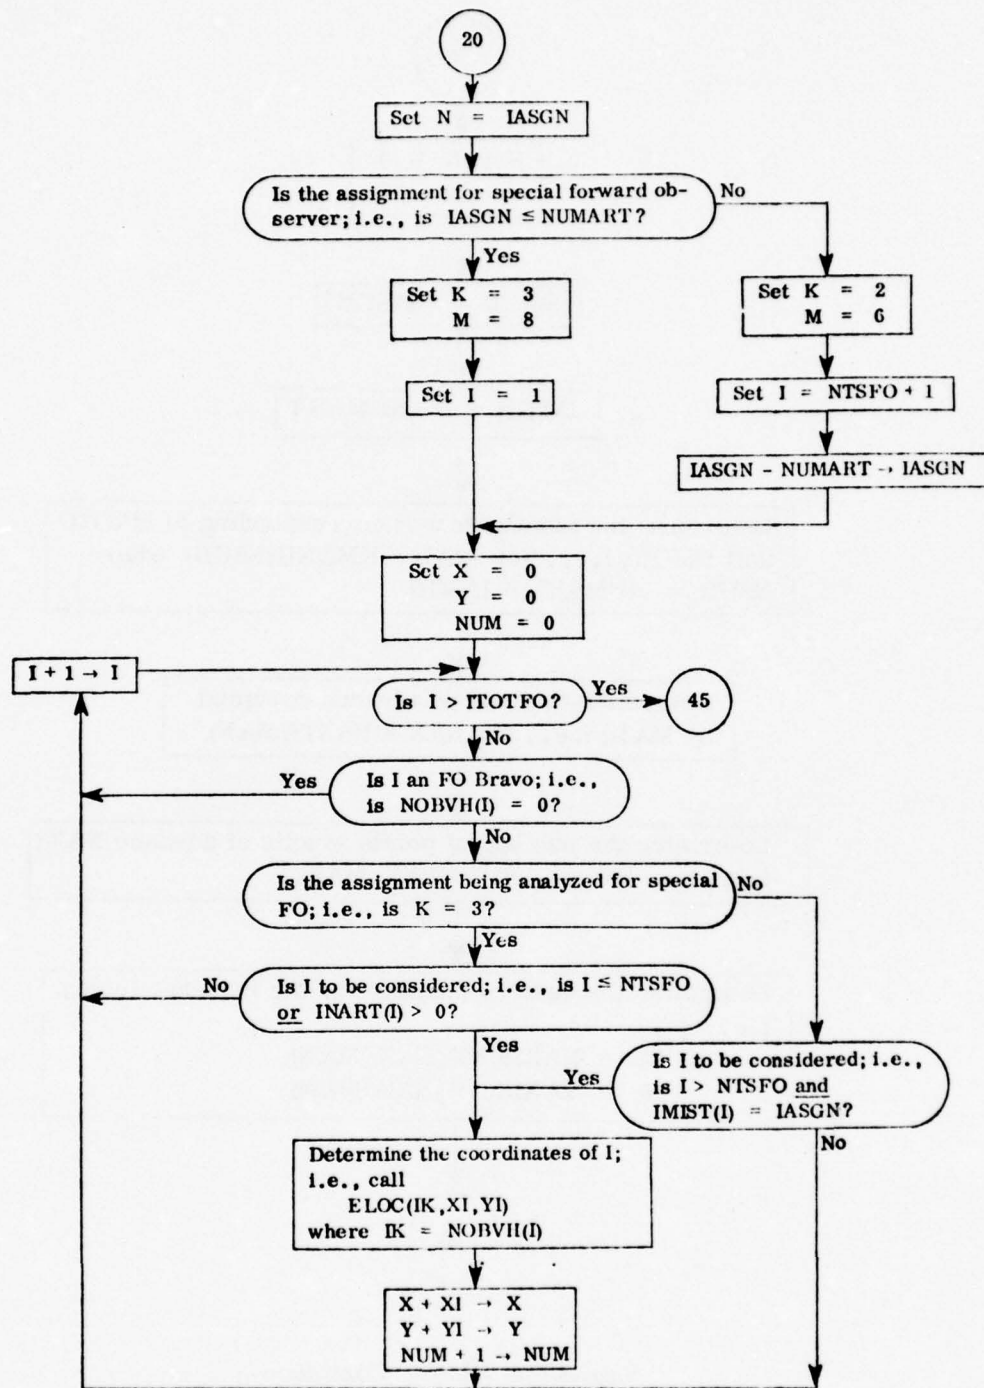 20
Set N = IASGN
Is the assignment for special forward ob-
server; i.e., is IASGN ≤ NUMART?
No
Yes
Set K = 3
M = 8
Set K = 2
M = 6
Set I = 1
Set I = NTSFO + 1
IASGN - NUMART → IASGN
Set X = 0
Y = 0
NUM = 0
I + 1 → I
Is I > ITOTFO?
Yes
45
No
Is I an FO Bravo; i.e.,
is NOBVH(I) = 0?
Yes
No
Is the assignment being analyzed for special
FO; i.e., is K = 3?
No
Yes
Is I to be considered; i.e., is I ≤ NTSFO
or INART(I) > 0?
No
Yes
Is I to be considered; i.e.,
is I > NTSFO and
IMIST(I) = IASGN?
Yes
No
Determine the coordinates of I;
i.e., call
ELOC(IK,XI,YI)
where IK = NOBVH(I)
X + XI → X
Y + YI → Y
NUM + 1 → NUM